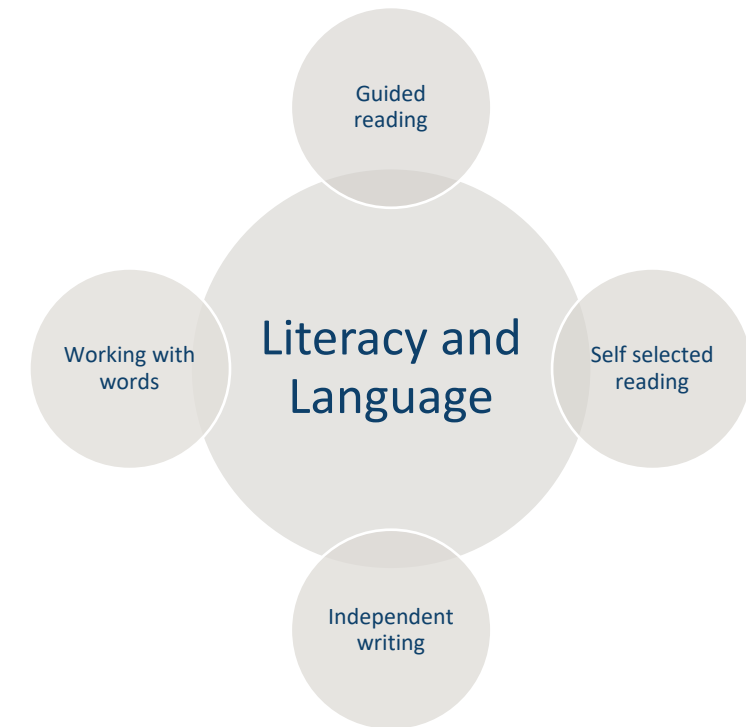 Guided
reading
Working with
words
Literacy and
Language
Self selected
reading
Independent
writing